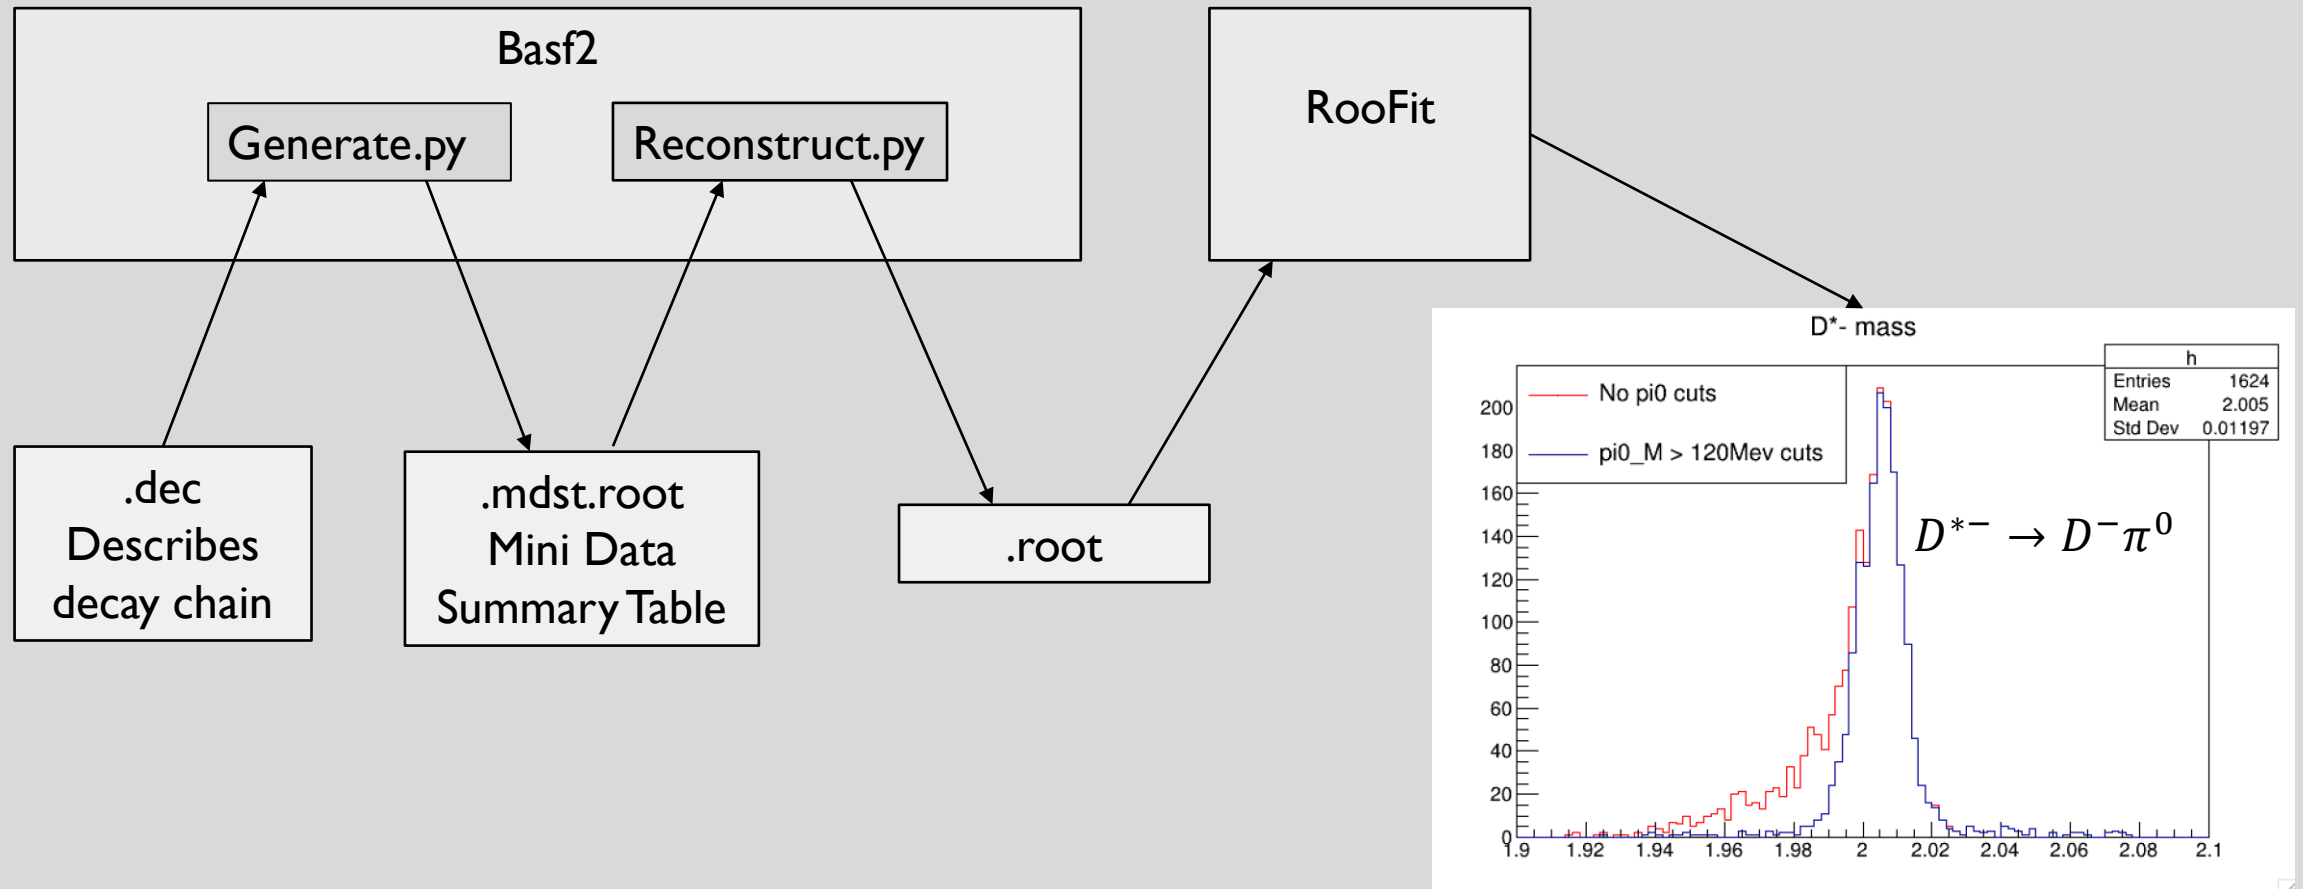 Basf2
Generate.py
Reconstruct.py
RooFit
.dec
Describes
decay chain
.mdst.root
Mini Data
Summary Table
.root
D*- mass
h
Entries 1624
Mean 2.005
Std Dev 0.01197
No pi0 cuts
pi0_M > 120Mev cuts
D*− → D−π0
200
180
160
140
120
100
80
60
40
20
0
1.9 1.92 1.94 1.96 1.98 2 2.02 2.04 2.06 2.08 2.1